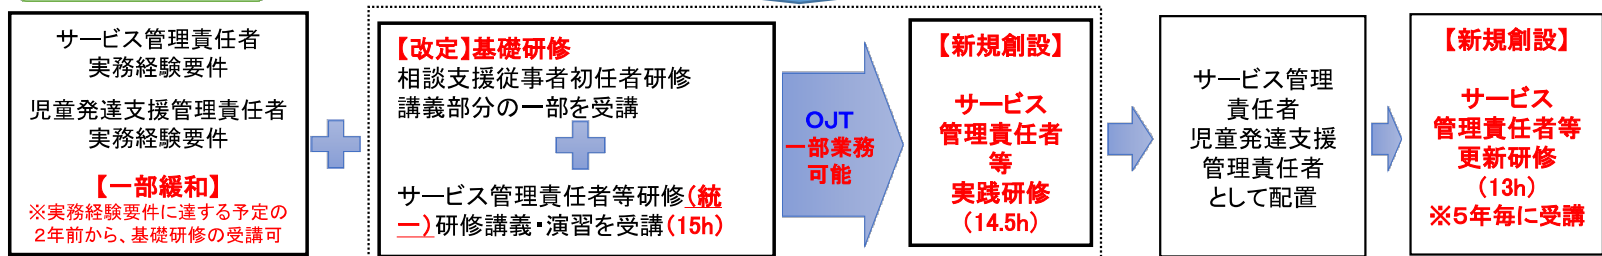 サービス管理責任者
実務経験要件
児童発達支援管理責任者
実務経験要件
【一部緩和】
※実務経験要件に達する予定の
２年前から、基礎研修の受講可
【改定】基礎研修
相談支援従事者初任者研修
講義部分の一部を受講
サービス管理責任者等研修(統
一)研修講義・演習を受講(15h)
OJT
一部業務
可能
【新規創設】
サービス
管理責任者
等
実践研修
(14.5h)
サービス管理
責任者
児童発達支援
管理責任者
として配置
【新規創設】
サービス
管理責任者等
更新研修
(13h)
※５年毎に受講